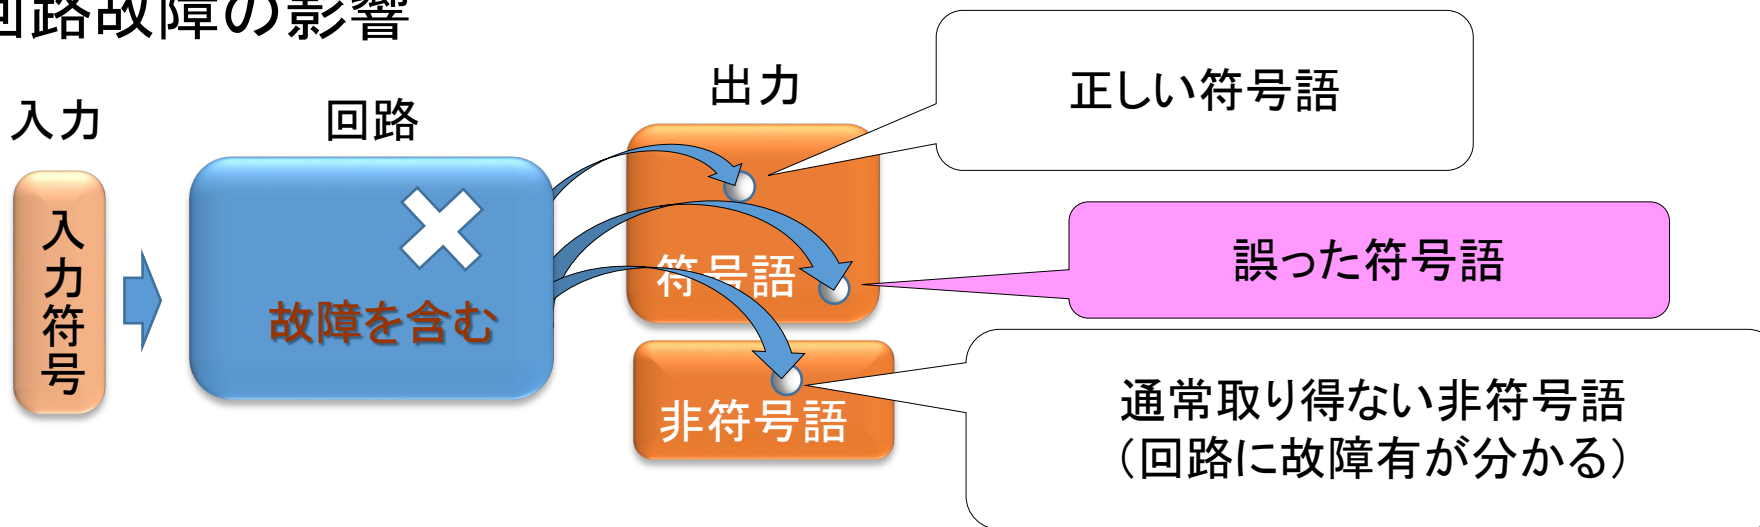 回路故障の影響
入力
回路
出力
入力符号
故障を含む
符号語
非符号語
正しい符号語
誤った符号語
通常取り得ない非符号語
（回路に故障有が分かる）